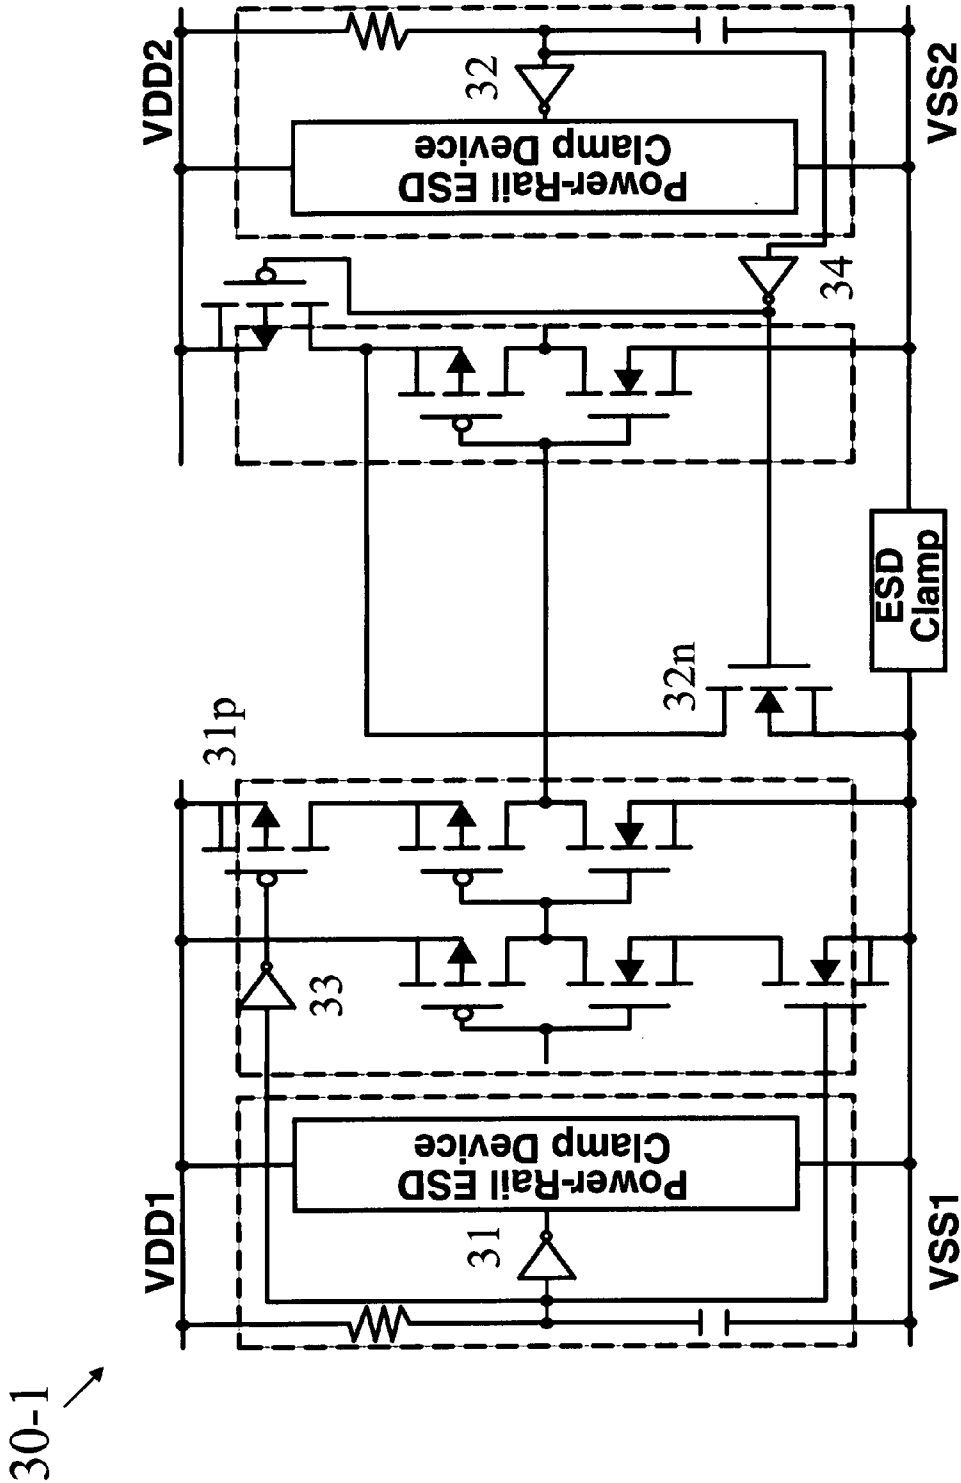 30-1
VDD1
VDD2
31
Power-Rail ESD
Clamp Device
33
31p
32n
32
Power-Rail ESD
Clamp Device
34
ESD
Clamp
VSS1
VSS2